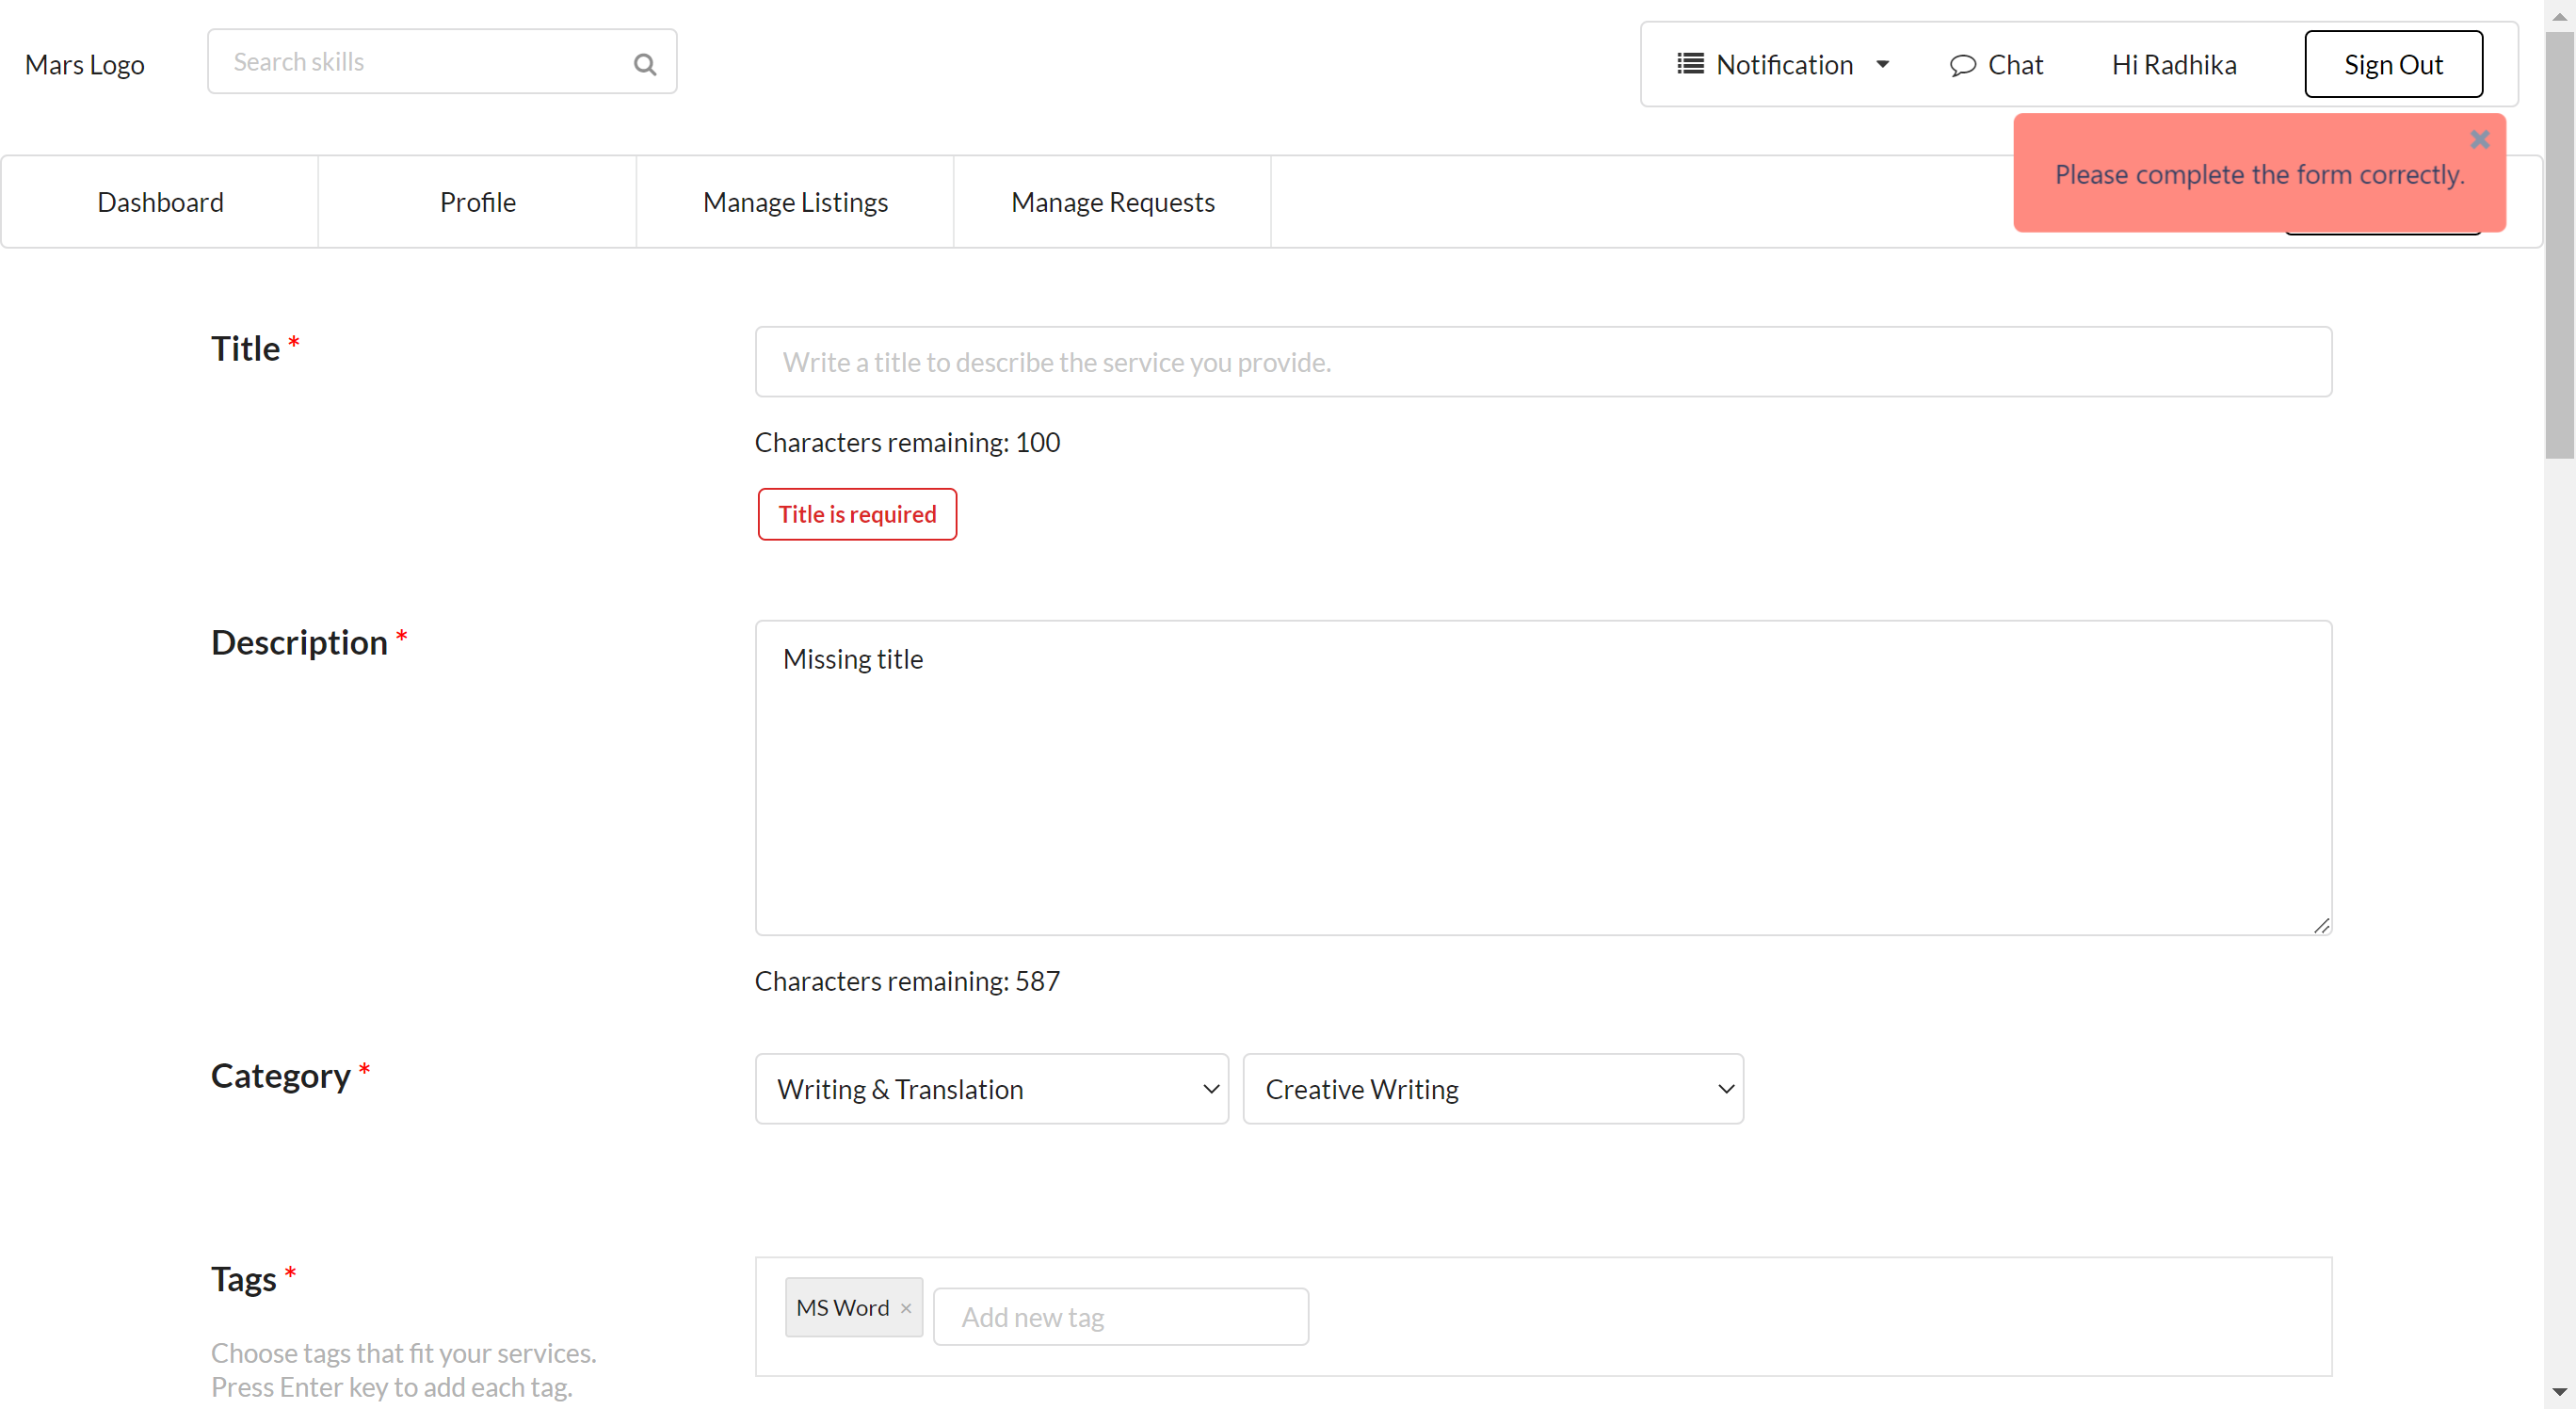 Mars Logo
Search skills
Notification
Chat
Hi Radhika
Sign Out
Please complete the form correctly.
Dashboard
Profile
Manage Listings
Manage Requests
Title *
Write a title to describe the service you provide.
Characters remaining: 100
Title is required
Description *
Missing title
Characters remaining: 587
Category *
Writing & Translation
Creative Writing
Tags *
MS Word ×
Add new tag
Choose tags that fit your services.
Press Enter key to add each tag.